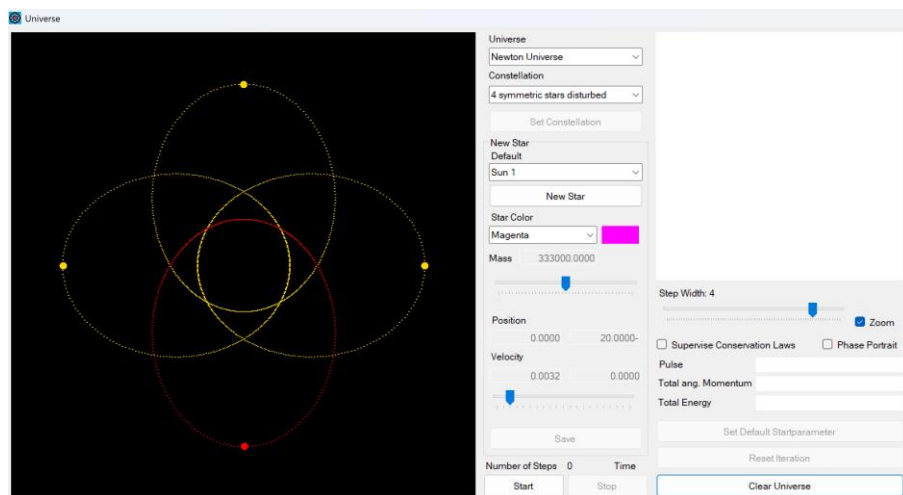 Universe
Universe
Newton Universe
Constellation
4 symmetric stars disturbed
Set Constellation
New Star
Default
Sun 1
New Star
Star Color
Magenta
Mass 333000.0000
Position
0.0000 20.0000-
Velocity
0.0032 0.0000
Save
Number of Steps 0 Time
Start Stop
Step Width: 4
Zoom
Supervise Conservation Laws Phase Portrait
Pulse
Total ang. Momentum
Total Energy
Set Default Startparameter
Reset Iteration
Clear Universe